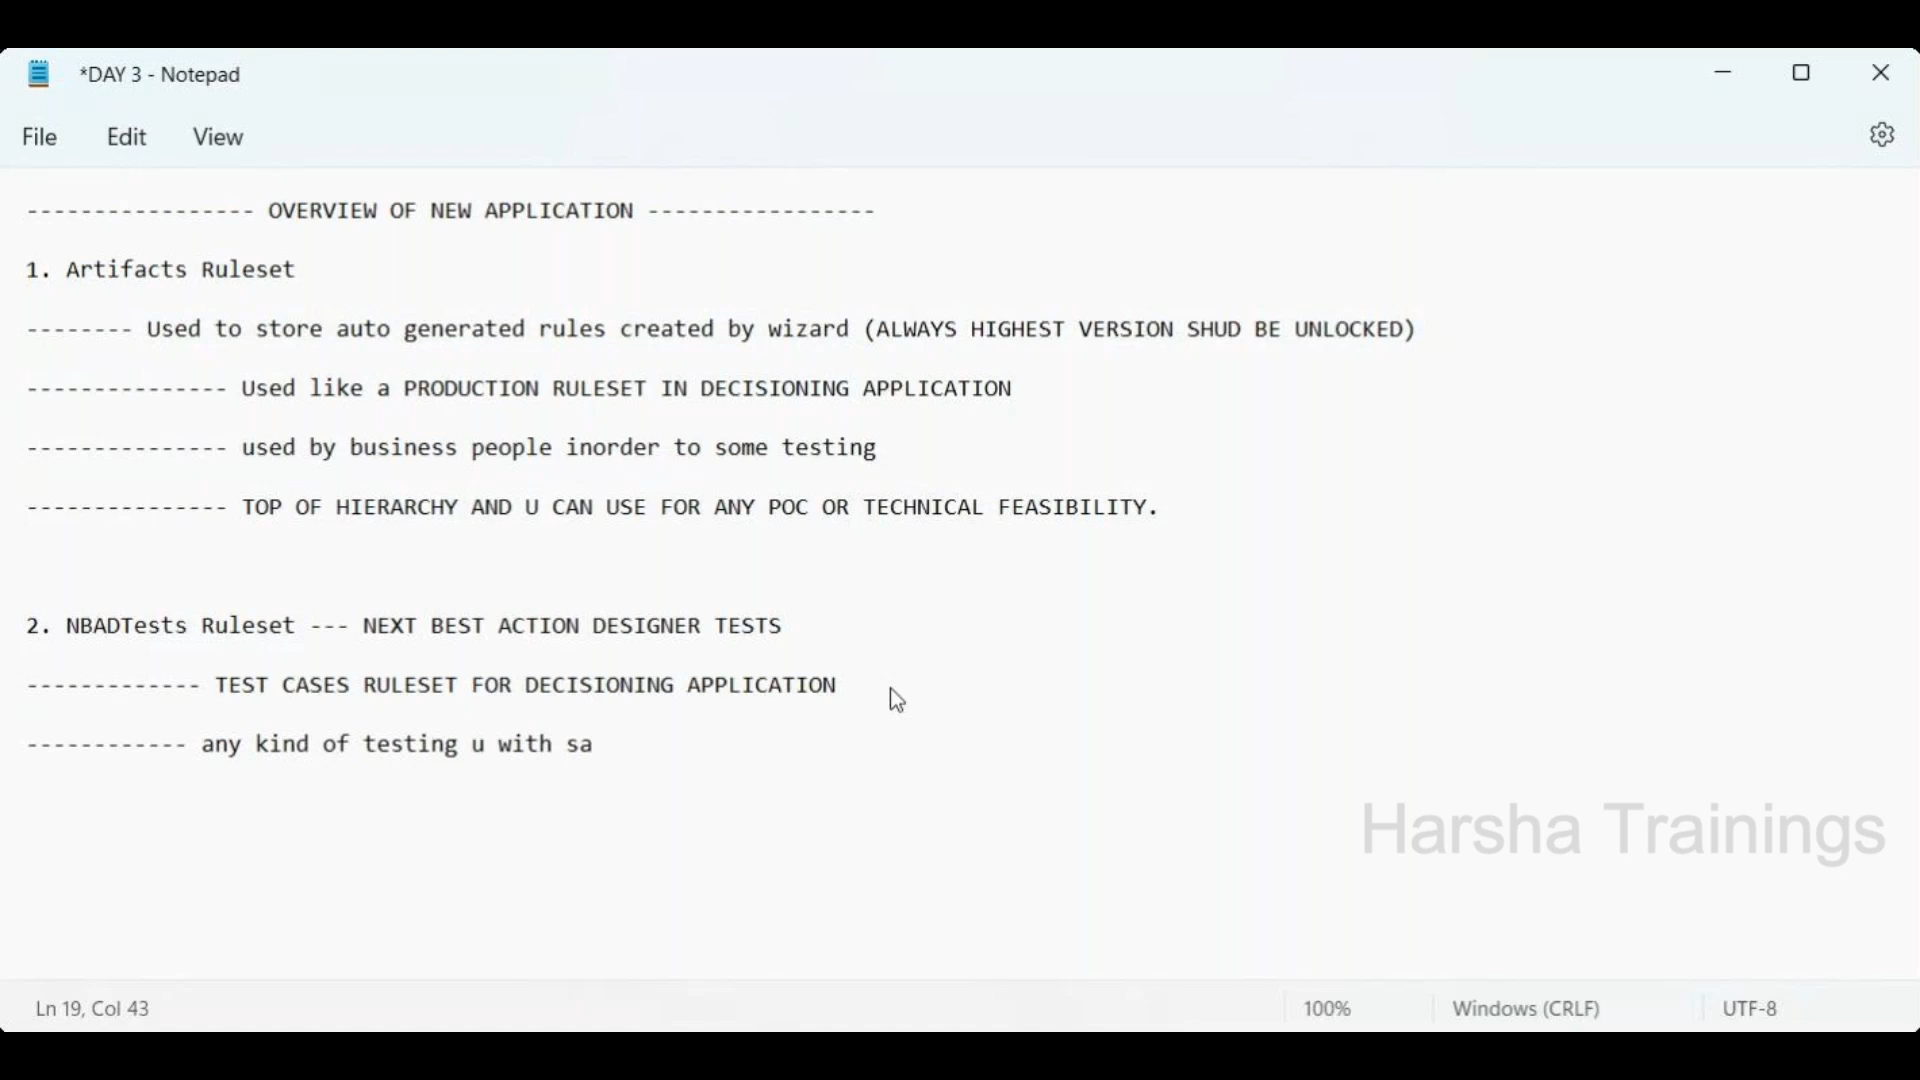 *DAY 3 - Notepad
File Edit View
----------------- OVERVIEW OF NEW APPLICATION -----------------
1. Artifacts Ruleset
-------- Used to store auto generated rules created by wizard (ALWAYS HIGHEST VERSION SHUD BE UNLOCKED)
--------------- Used like a PRODUCTION RULESET IN DECISIONING APPLICATION
--------------- used by business people inorder to some testing
--------------- TOP OF HIERARCHY AND U CAN USE FOR ANY POC OR TECHNICAL FEASIBILITY.
2. NBADTests Ruleset --- NEXT BEST ACTION DESIGNER TESTS
------------- TEST CASES RULESET FOR DECISIONING APPLICATION
------------ any kind of testing u with sa
Harsha Trainings
Ln 19, Col 43 100% Windows (CRLF) UTF-8